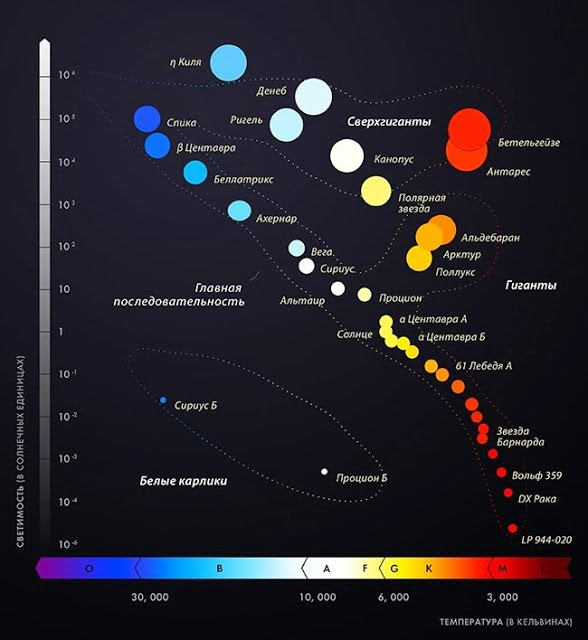 η Киля
10⁶
Денеб
10⁵
Спика
Ригель
Сверхгиганты
Бетельгейзе
β Центавра
10⁴
Канопус
Антарес
Беллатрикс
10³
Полярная
звезда
Ахернар
10²
Альдебаран
Вега
Арктур
Сириус
Поллукс
10
Главная
последовательность
Альтаир
Процион
Гиганты
1
Солнце
α Центавра А
α Центавра Б
10⁻¹
61 Лебедя А
10⁻²
Сириус Б
Звезда
Барнарда
10⁻³
Белые карлики
Процион Б
Вольф 359
10⁻⁴
DX Рака
10⁻⁶
LP 944-020
СВЕТИМОСТЬ (В СОЛНЕЧНЫХ ЕДИНИЦАХ)
O B A F G K M L
30, 000 10, 000 6, 000 3, 000
ТЕМПЕРАТУРА (В КЕЛЬВИНАХ)